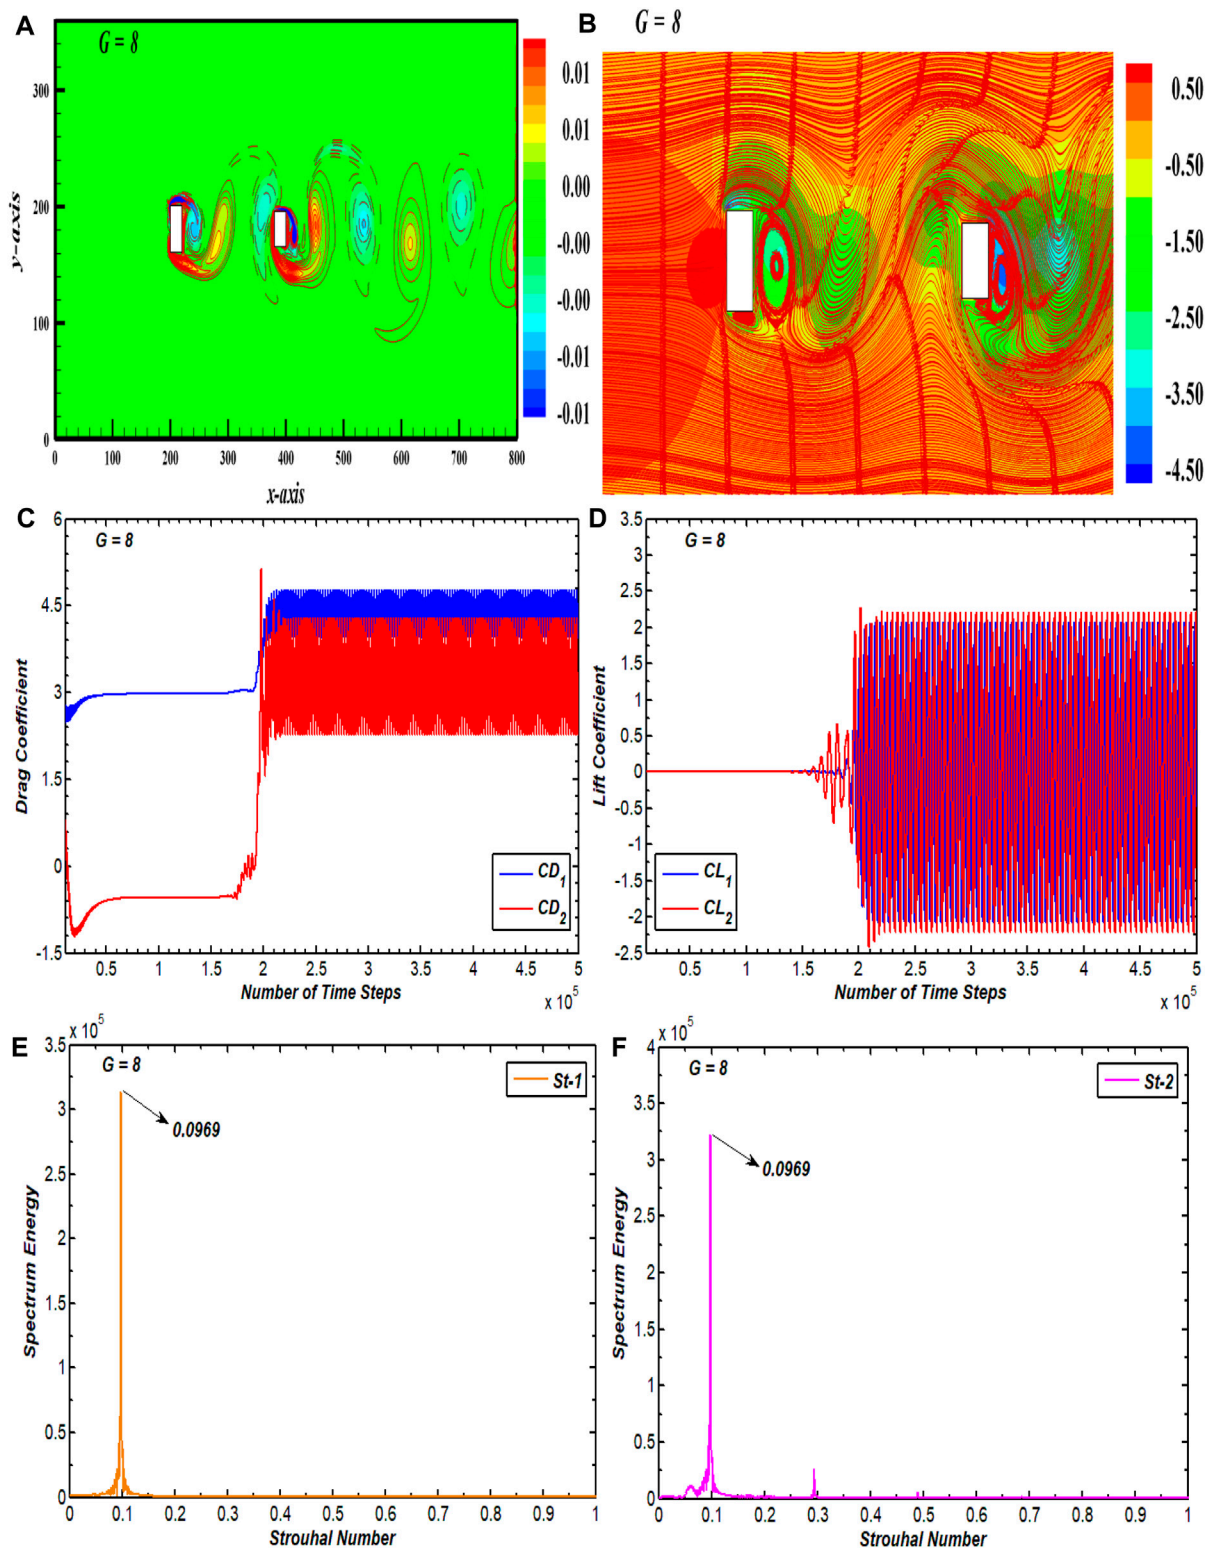 A
G = 8
300
200
100
0
y-axis
0 100 200 300 400 500 600 700 800
x-axis
0.01
0.01
0.00
-0.00
-0.00
-0.01
-0.01
B
G = 8
0.50
-0.50
-1.50
-2.50
-3.50
-4.50
C
G = 8
6
4.5
3
1.5
0
-1.5
Drag Coefficient
CD1
CD2
0.5 1 1.5 2 2.5 3 3.5 4 4.5 5
Number of Time Steps
x 10^5
D
G = 8
3.5
3
2.5
2
1.5
1
0.5
0
-0.5
-1
-1.5
-2
-2.5
Lift Coefficient
CL1
CL2
0.5 1 1.5 2 2.5 3 3.5 4 4.5 5
Number of Time Steps
x 10^5
E
x 10^5
G = 8
St-1
0.0969
3.5
3
2.5
2
1.5
1
0.5
0
Spectrum Energy
0 0.1 0.2 0.3 0.4 0.5 0.6 0.7 0.8 0.9 1
Strouhal Number
F
x 10^5
G = 8
St-2
0.0969
4
3.5
3
2.5
2
1.5
1
0.5
0
Spectrum Energy
0 0.1 0.2 0.3 0.4 0.5 0.6 0.7 0.8 0.9 1
Strouhal Number